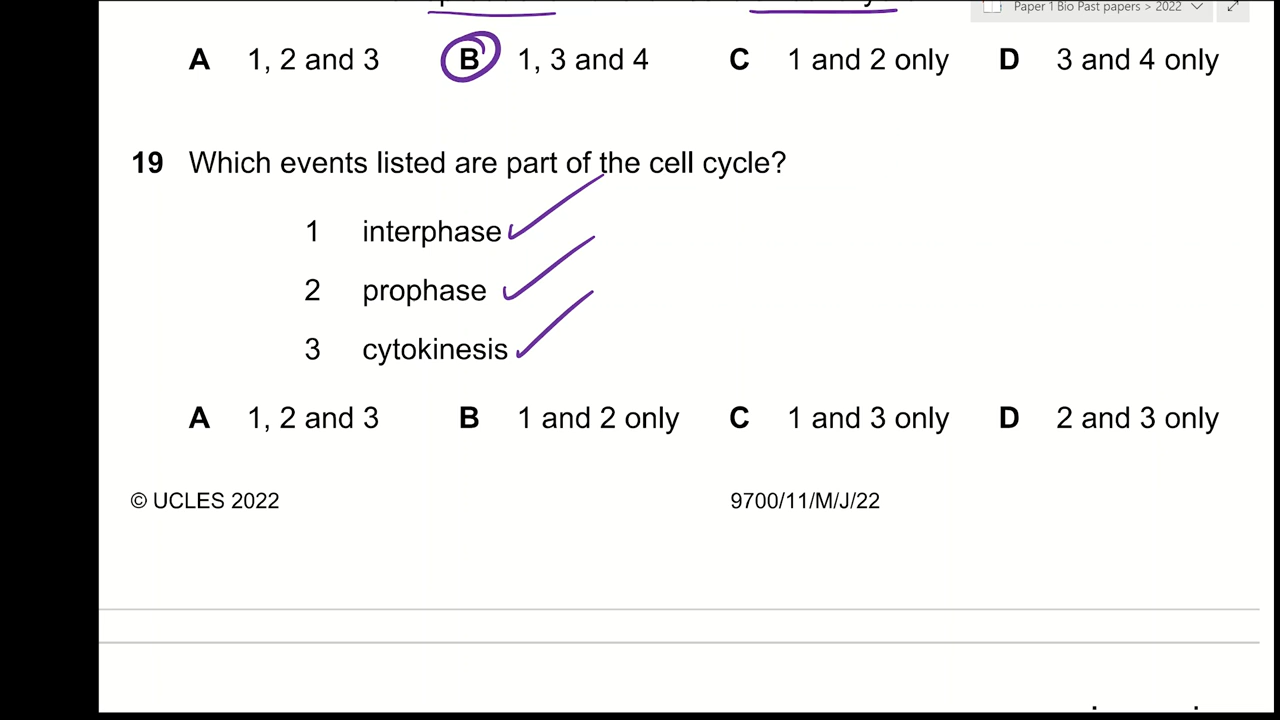 Paper 1 Bio Past papers > 2022
A 1, 2 and 3 B 1, 3 and 4 C 1 and 2 only D 3 and 4 only
19 Which events listed are part of the cell cycle?
1 interphase
2 prophase
3 cytokinesis
A 1, 2 and 3 B 1 and 2 only C 1 and 3 only D 2 and 3 only
© UCLES 2022 9700/11/M/J/22